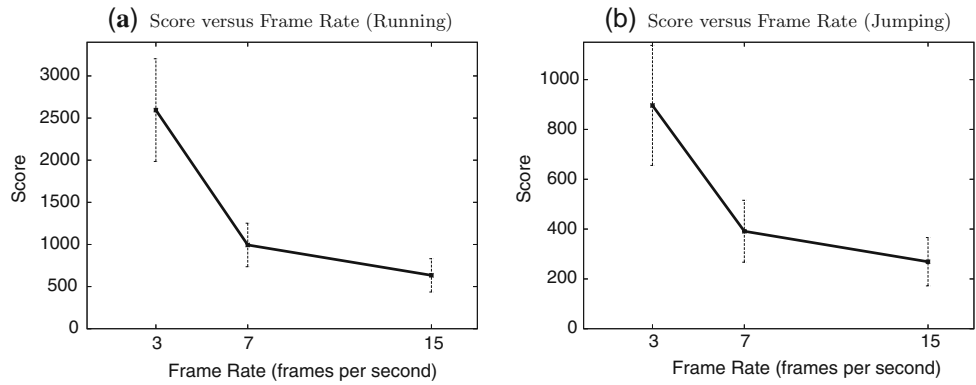 (a) Score versus Frame Rate (Running)
3000
2500
2000
1500
1000
500
0
Score
3 7 15
Frame Rate (frames per second)
(b) Score versus Frame Rate (Jumping)
1000
800
600
400
200
0
Score
3 7 15
Frame Rate (frames per second)